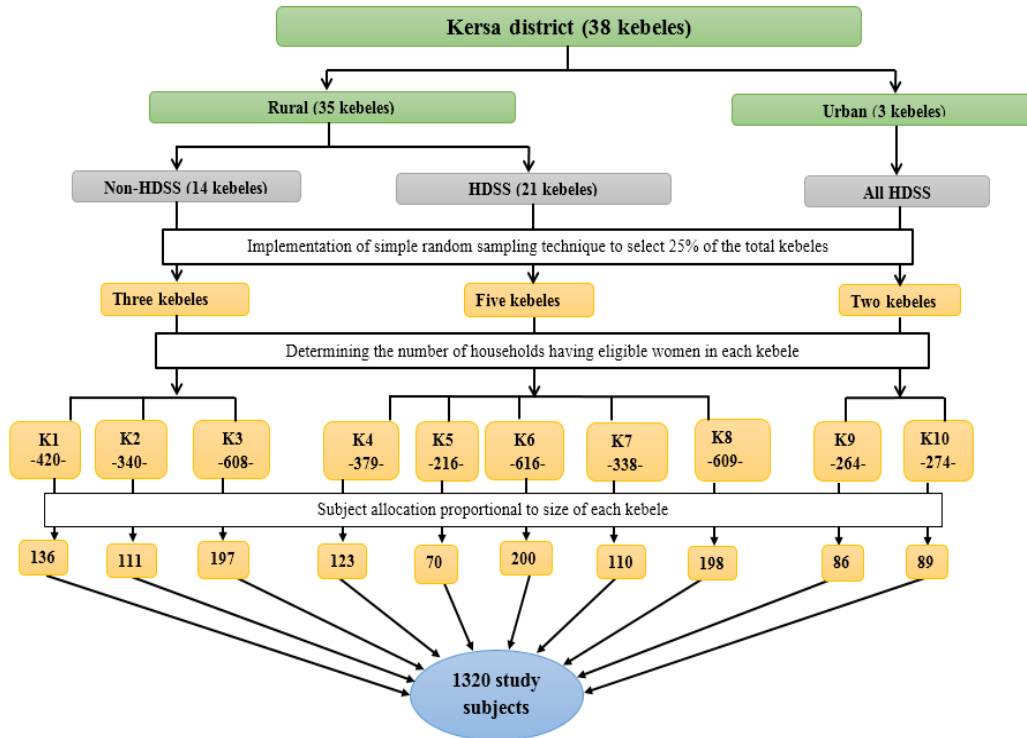 Kersa district (38 kebeles)
Rural (35 kebeles)
Urban (3 kebeles)
Non-HDSS (14 kebeles)
HDSS (21 kebeles)
All HDSS
Implementation of simple random sampling technique to select 25% of the total kebeles
Three kebeles
Five kebeles
Two kebeles
Determining the number of households having eligible women in each kebele
K1
-420-
K2
-340-
K3
-608-
K4
-379-
K5
-216-
K6
-616-
K7
-338-
K8
-609-
K9
-264-
K10
-274-
Subject allocation proportional to size of each kebele
136
111
197
123
70
200
110
198
86
89
1320 study
subjects